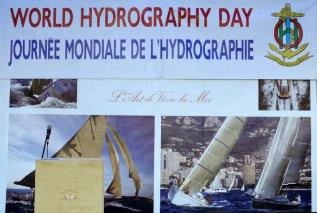 WORLD HYDROGRAPHY DAY
JOURNÉE MONDIALE DE L'HYDROGRAPHIE
L'Art de Vivre la Mer